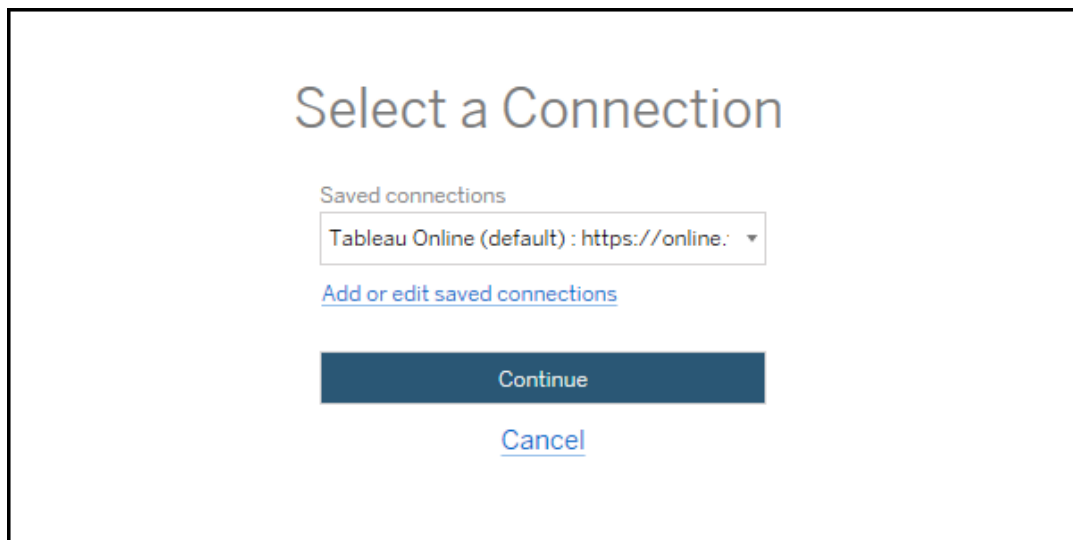 Select a Connection
Saved connections
Tableau Online (default) : https://online.
Add or edit saved connections
Continue
Cancel